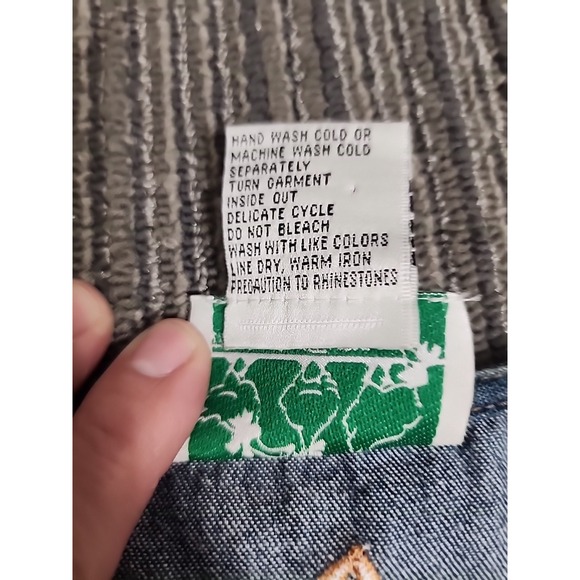 HAND WASH COLD OR
MACHINE WASH COLD
SEPARATELY
TURN GARMENT
INSIDE OUT
DELICATE CYCLE
DO NOT BLEACH
WASH WITH LIKE COLORS
LINE DRY, WARM IRON
PRECAUTION TO RHINESTONES